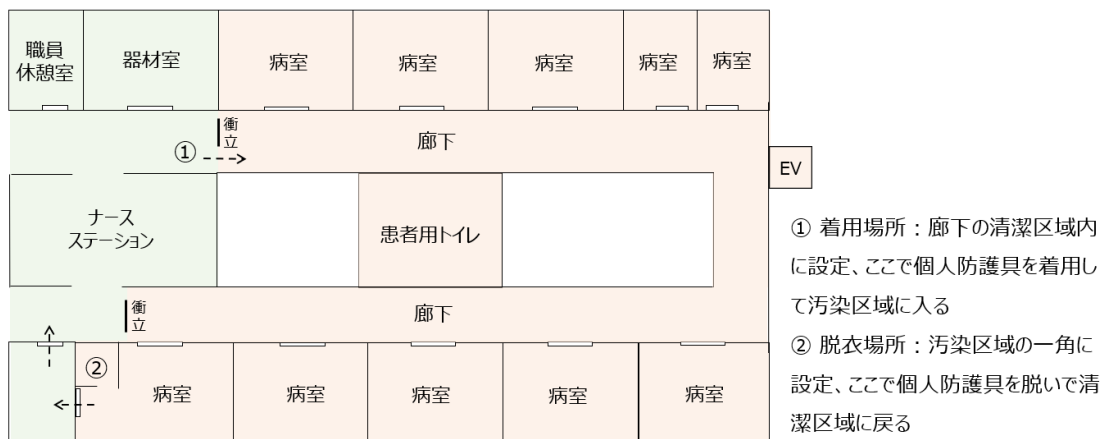 職員
休憩室
器材室
病室
病室
病室
病室
病室
衝
立
①
廊下
EV
ナース
ステーション
患者用トイレ
衝
立
廊下
②
病室
病室
病室
病室
病室
① 着用場所：廊下の清潔区域内
に設定、ここで個人防護具を着用し
て汚染区域に入る
② 脱衣場所：汚染区域の一角に
設定、ここで個人防護具を脱いで清
潔区域に戻る